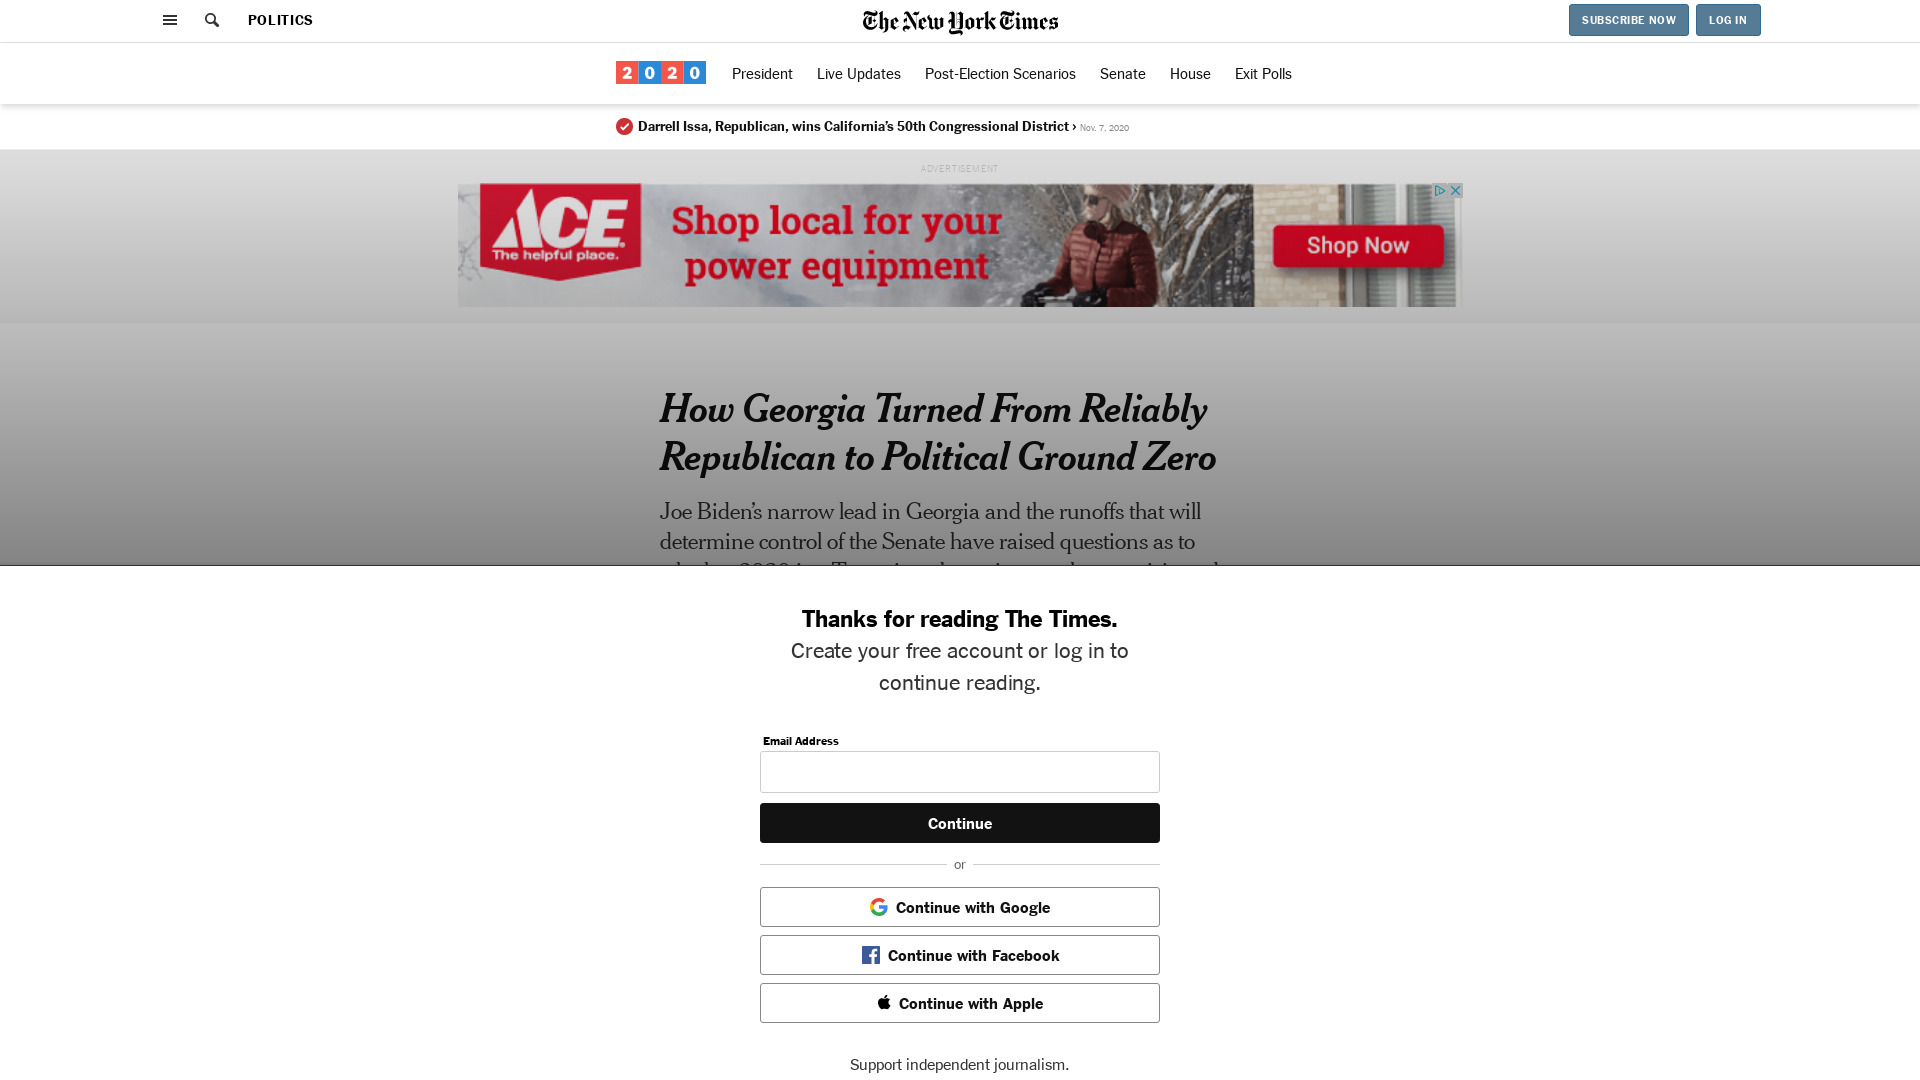 POLITICS
The New York Times
SUBSCRIBE NOW
LOG IN
2020
President
Live Updates
Post-Election Scenarios
Senate
House
Exit Polls
Darrell Issa, Republican, wins California’s 50th Congressional District › Nov. 7, 2020
ADVERTISEMENT
ACE
The helpful place.
Shop local for your
power equipment
Shop Now
How Georgia Turned From Reliably
Republican to Political Ground Zero
Joe Biden’s narrow lead in Georgia and the runoffs that will
determine control of the Senate have raised questions as to
Thanks for reading The Times.
Create your free account or log in to
continue reading.
Email Address
Continue
or
Continue with Google
Continue with Facebook
Continue with Apple
Support independent journalism.